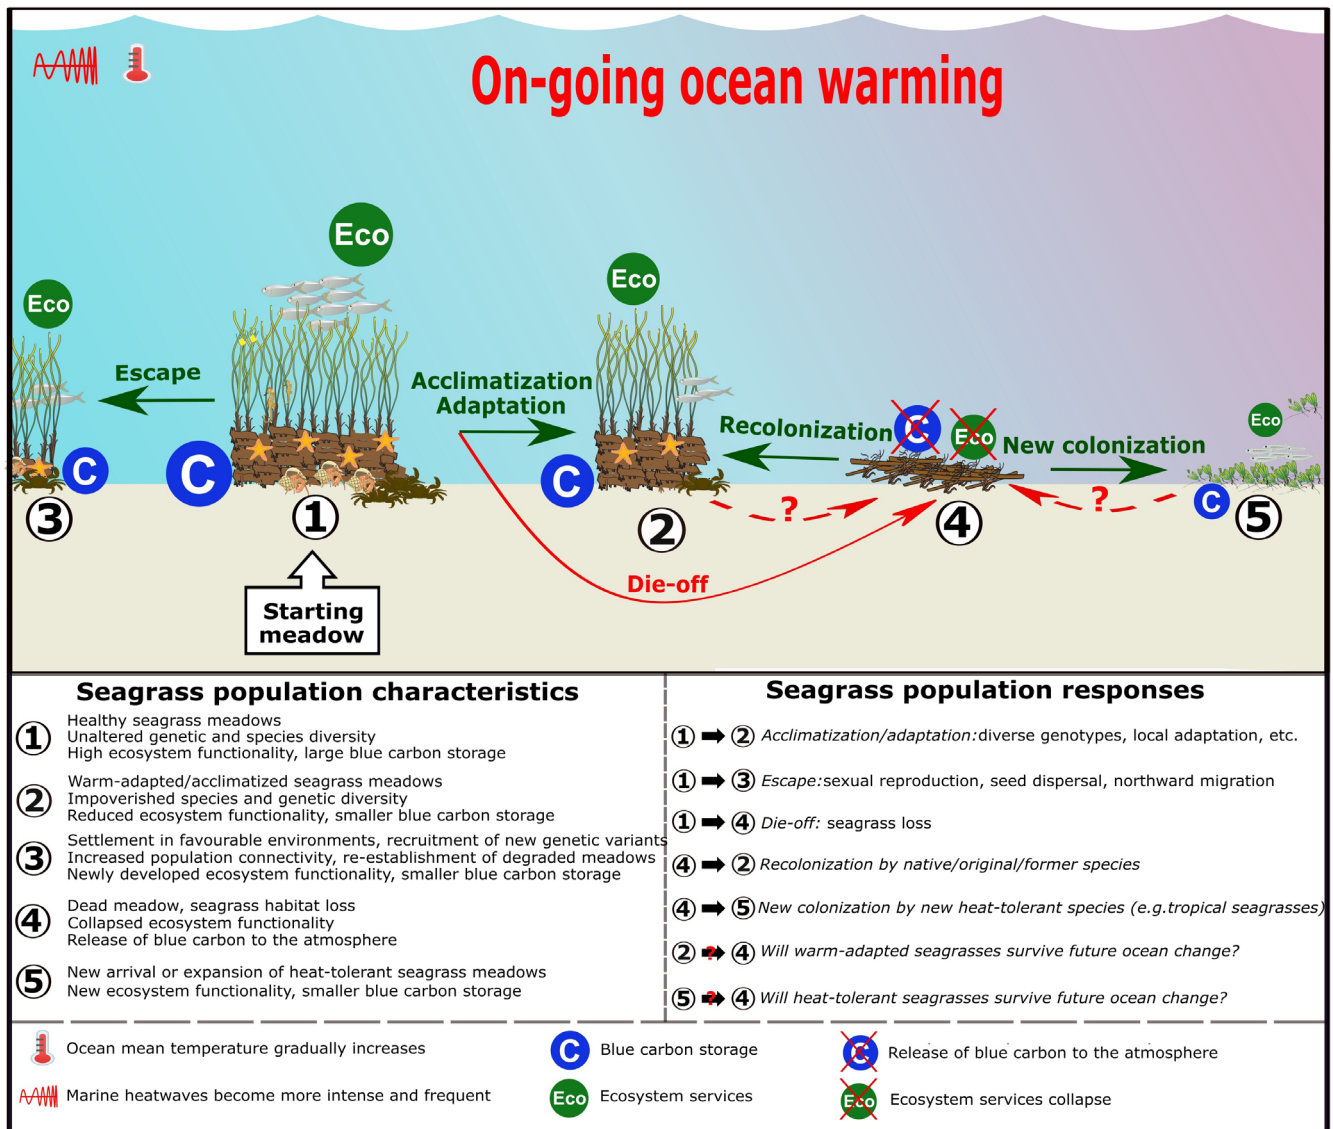 On-going ocean warming
Eco
Eco
Eco
Escape
Acclimatization
Adaptation
Recolonization
C
Eco
New colonization
Eco
C
C
C
C
3
1
2
?
4
?
5
Die-off
Starting
meadow
Seagrass population characteristics
1
Healthy seagrass meadows
Unaltered genetic and species diversity
High ecosystem functionality, large blue carbon storage
2
Warm-adapted/acclimatized seagrass meadows
Impoverished species and genetic diversity
Reduced ecosystem functionality, smaller blue carbon storage
3
Settlement in favourable environments, recruitment of new genetic variants
Increased population connectivity, re-establishment of degraded meadows
Newly developed ecosystem functionality, smaller blue carbon storage
4
Dead meadow, seagrass habitat loss
Collapsed ecosystem functionality
Release of blue carbon to the atmosphere
5
New arrival or expansion of heat-tolerant seagrass meadows
New ecosystem functionality, smaller blue carbon storage
Seagrass population responses
1 2 Acclimatization/adaptation: diverse genotypes, local adaptation, etc.
1 3 Escape: sexual reproduction, seed dispersal, northward migration
1 4 Die-off: seagrass loss
4 2 Recolonization by native/original/former species
4 5 New colonization by new heat-tolerant species (e.g.tropical seagrasses)
2 ? 4 Will warm-adapted seagrasses survive future ocean change?
5 ? 4 Will heat-tolerant seagrasses survive future ocean change?
Ocean mean temperature gradually increases
C Blue carbon storage
C Release of blue carbon to the atmosphere
Marine heatwaves become more intense and frequent
Eco Ecosystem services
Eco Ecosystem services collapse